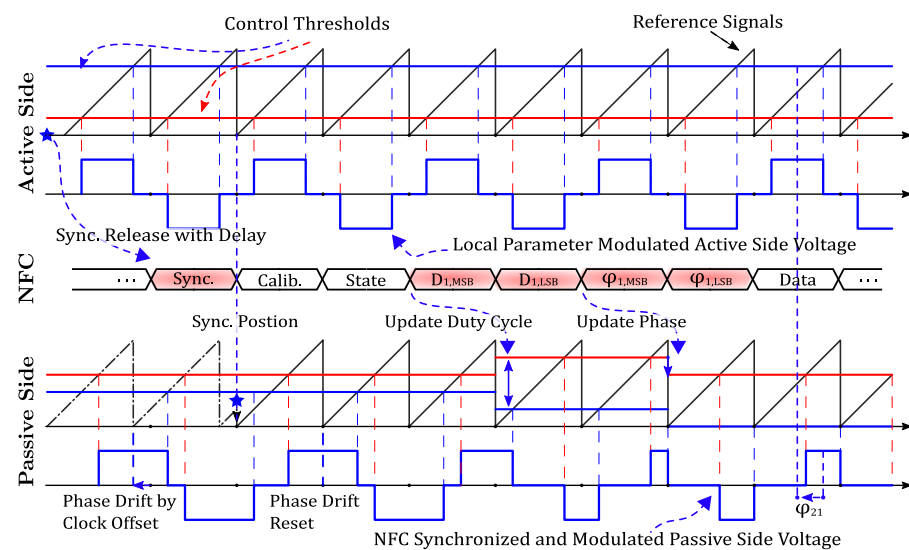 Control Thresholds
Reference Signals
Active Side
Sync. Release with Delay
Local Parameter Modulated Active Side Voltage
NFC
··· Sync. Calib. State D1,MSB D1,LSB φ1,MSB φ1,LSB Data ···
Sync. Postion
Update Duty Cycle
Update Phase
Passive Side
Phase Drift by
Clock Offset
Phase Drift
Reset
φ21
NFC Synchronized and Modulated Passive Side Voltage